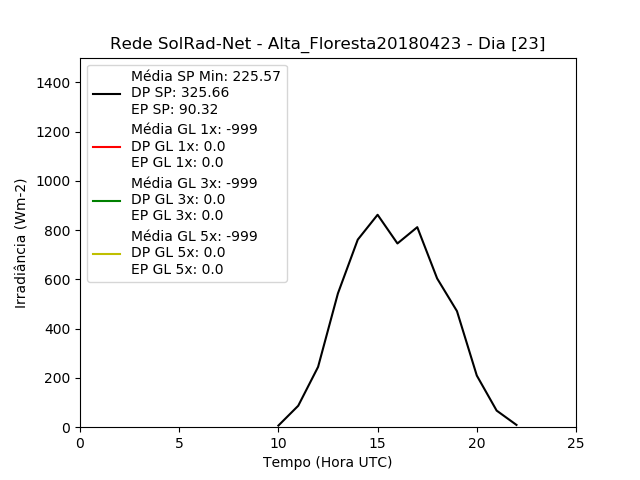 Rede SolRad-Net - Alta_Floresta20180423 - Dia [23]
Média SP Min: 225.57
DP SP: 325.66
EP SP: 90.32
Média GL 1x: -999
DP GL 1x: 0.0
EP GL 1x: 0.0
Média GL 3x: -999
DP GL 3x: 0.0
EP GL 3x: 0.0
Média GL 5x: -999
DP GL 5x: 0.0
EP GL 5x: 0.0
Irradiância (Wm-2)
1400
1200
1000
800
600
400
200
0
0 5 10 15 20 25
Tempo (Hora UTC)